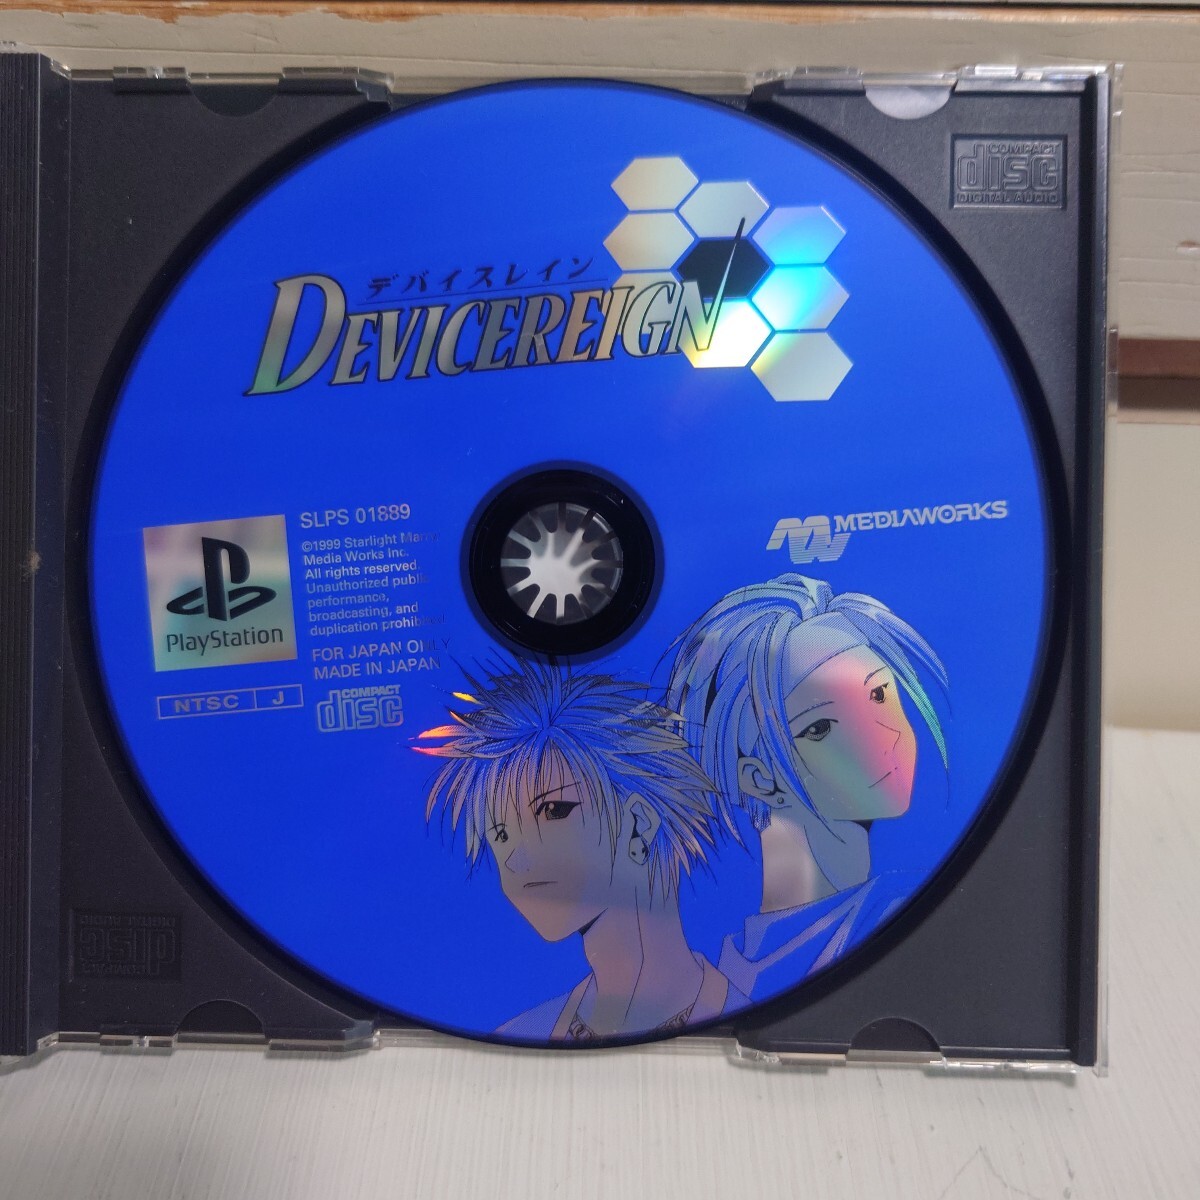 COMPACT
disc
DIGITAL AUDIO
デバイスレイン
DEVICEREIGN
SLPS 01889
©1999 Starlight
Media Works Inc.
All rights reserved.
Unauthorized public
performance,
broadcasting, and
duplication prohibited.
FOR JAPAN ONLY
MADE IN JAPAN
PlayStation
NTSC J
COMPACT
disc
MEDIAWORKS